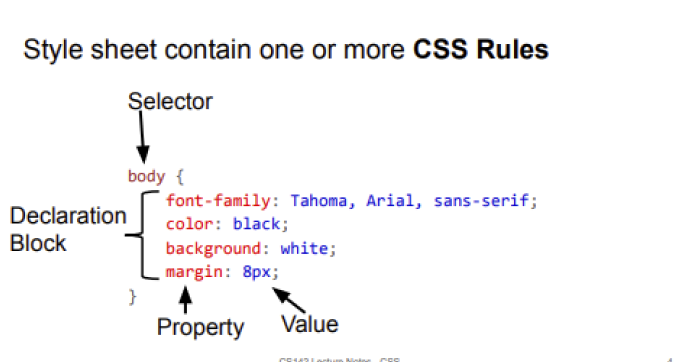 Style sheet contain one or more CSS Rules
Selector
body {
font-family: Tahoma, Arial, sans-serif;
color: black;
background: white;
margin: 8px;
}
Declaration
Block
Property
Value
CS142 Lecture Notes - CSS
4